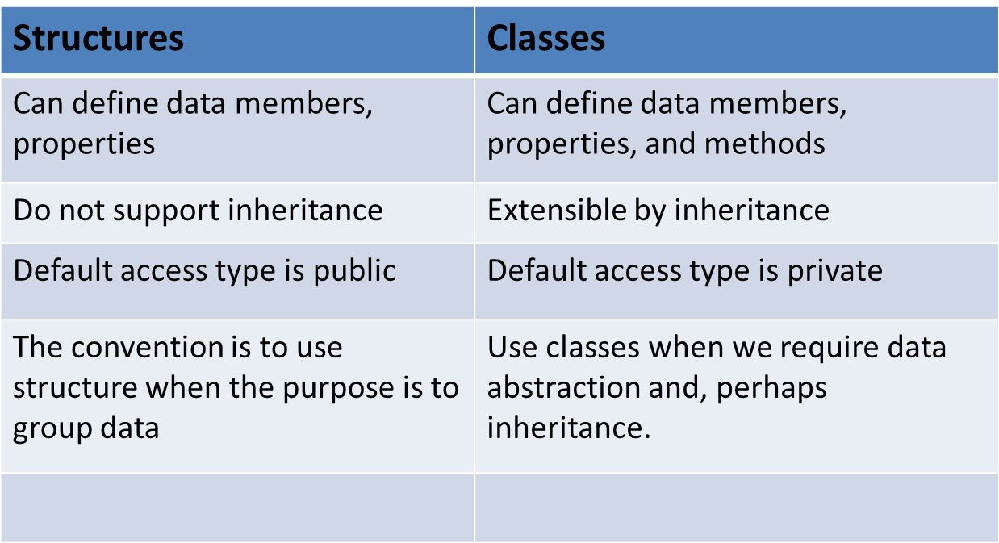 Structures
Classes
Can define data members,
properties
Can define data members,
properties, and methods
Do not support inheritance
Extensible by inheritance
Default access type is public
Default access type is private
The convention is to use
structure when the purpose is to
group data
Use classes when we require data
abstraction and, perhaps
inheritance.